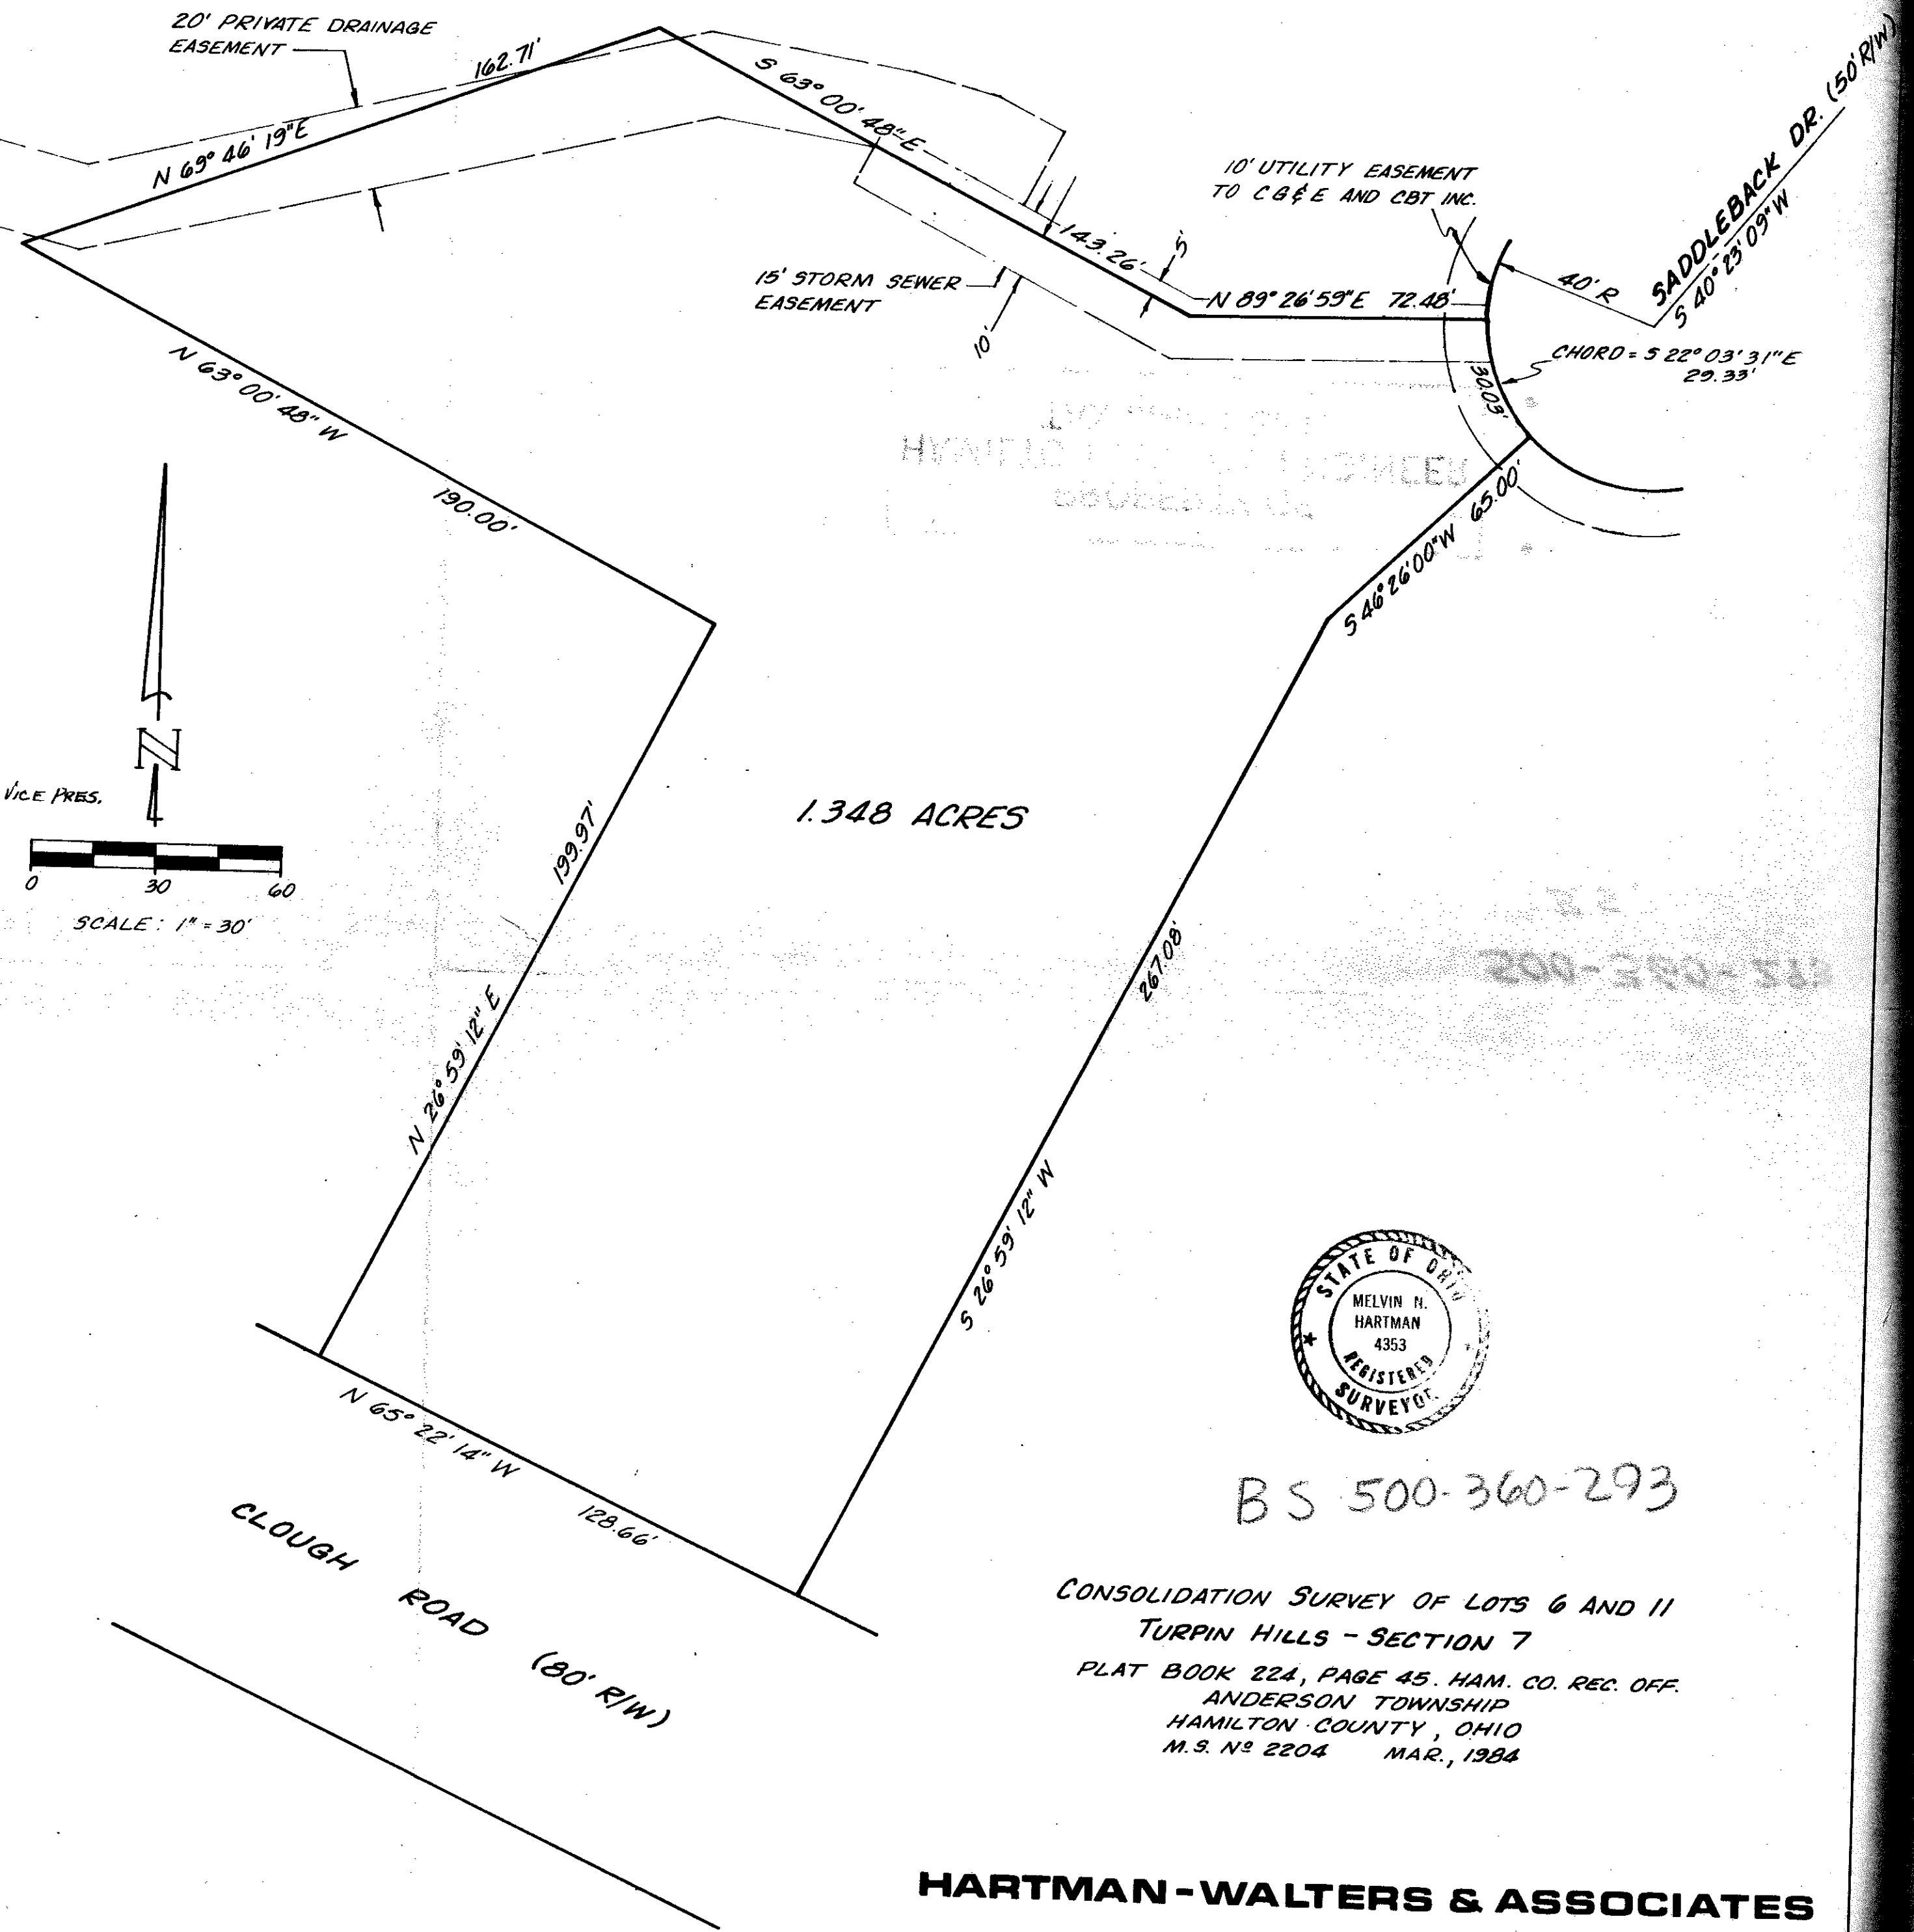 20' PRIVATE DRAINAGE
EASEMENT
162.71'
N 69° 46' 19" E
S 63° 00' 48" E
143.26'
5'
10' UTILITY EASEMENT
TO C G & E AND CBT INC.
SADDLEBACK DR. (50' R/W)
S 40° 23' 09" W
40' R
15' STORM SEWER
EASEMENT
10'
N 89° 26' 59" E 72.48'
CHORD = S 22° 03' 31" E
29.33'
30.03'
N 63° 00' 48" W
190.00'
S 46° 26' 00" W 65.00'
N
VICE PRES.
0 30 60
SCALE: 1" = 30'
1.348 ACRES
199.97'
N 26° 59' 12" E
267.08'
S 26° 59' 12" W
N 65° 22' 14" W
128.66'
CLOUGH ROAD (80' R/W)
STATE OF OHIO
MELVIN N.
HARTMAN
4353
REGISTERED
SURVEYOR
BS 500-360-293
CONSOLIDATION SURVEY OF LOTS 6 AND 11
TURPIN HILLS - SECTION 7
PLAT BOOK 224, PAGE 45. HAM. CO. REC. OFF.
ANDERSON TOWNSHIP
HAMILTON COUNTY, OHIO
M.S. Nº 2204 MAR., 1984
HARTMAN-WALTERS & ASSOCIATES